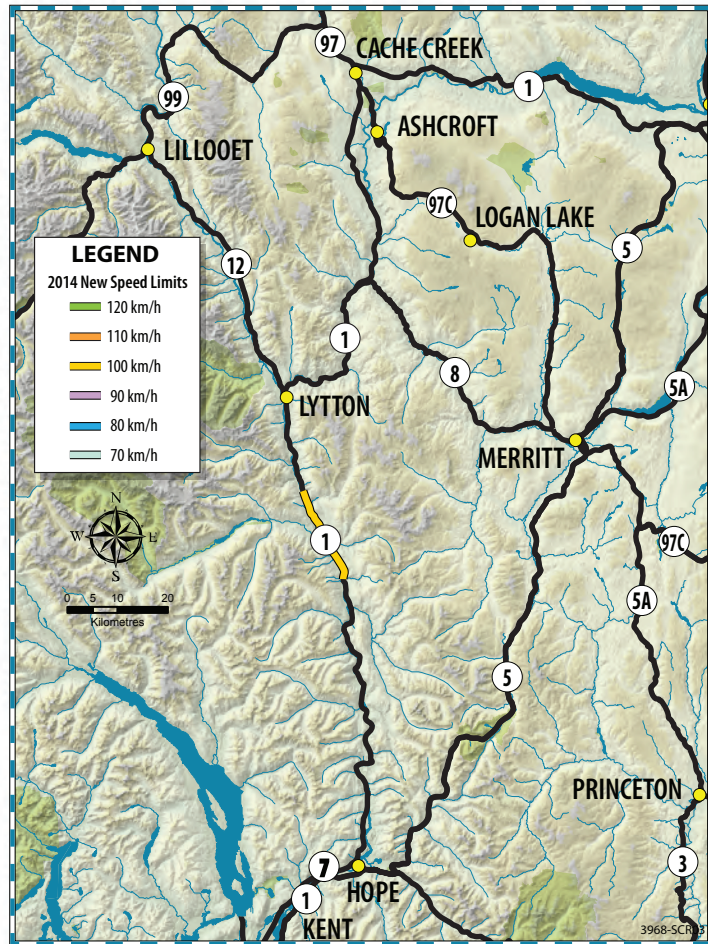 97
CACHE CREEK
1
99
ASHCROFT
LILLOOET
97C
LOGAN LAKE
5
LEGEND
2014 New Speed Limits
120 km/h
110 km/h
100 km/h
90 km/h
80 km/h
70 km/h
12
1
8
5A
LYTTON
MERRITT
N
W E
S
1
97C
0 5 10 20
Kilometres
5A
5
PRINCETON
7
HOPE
3
1
KENT